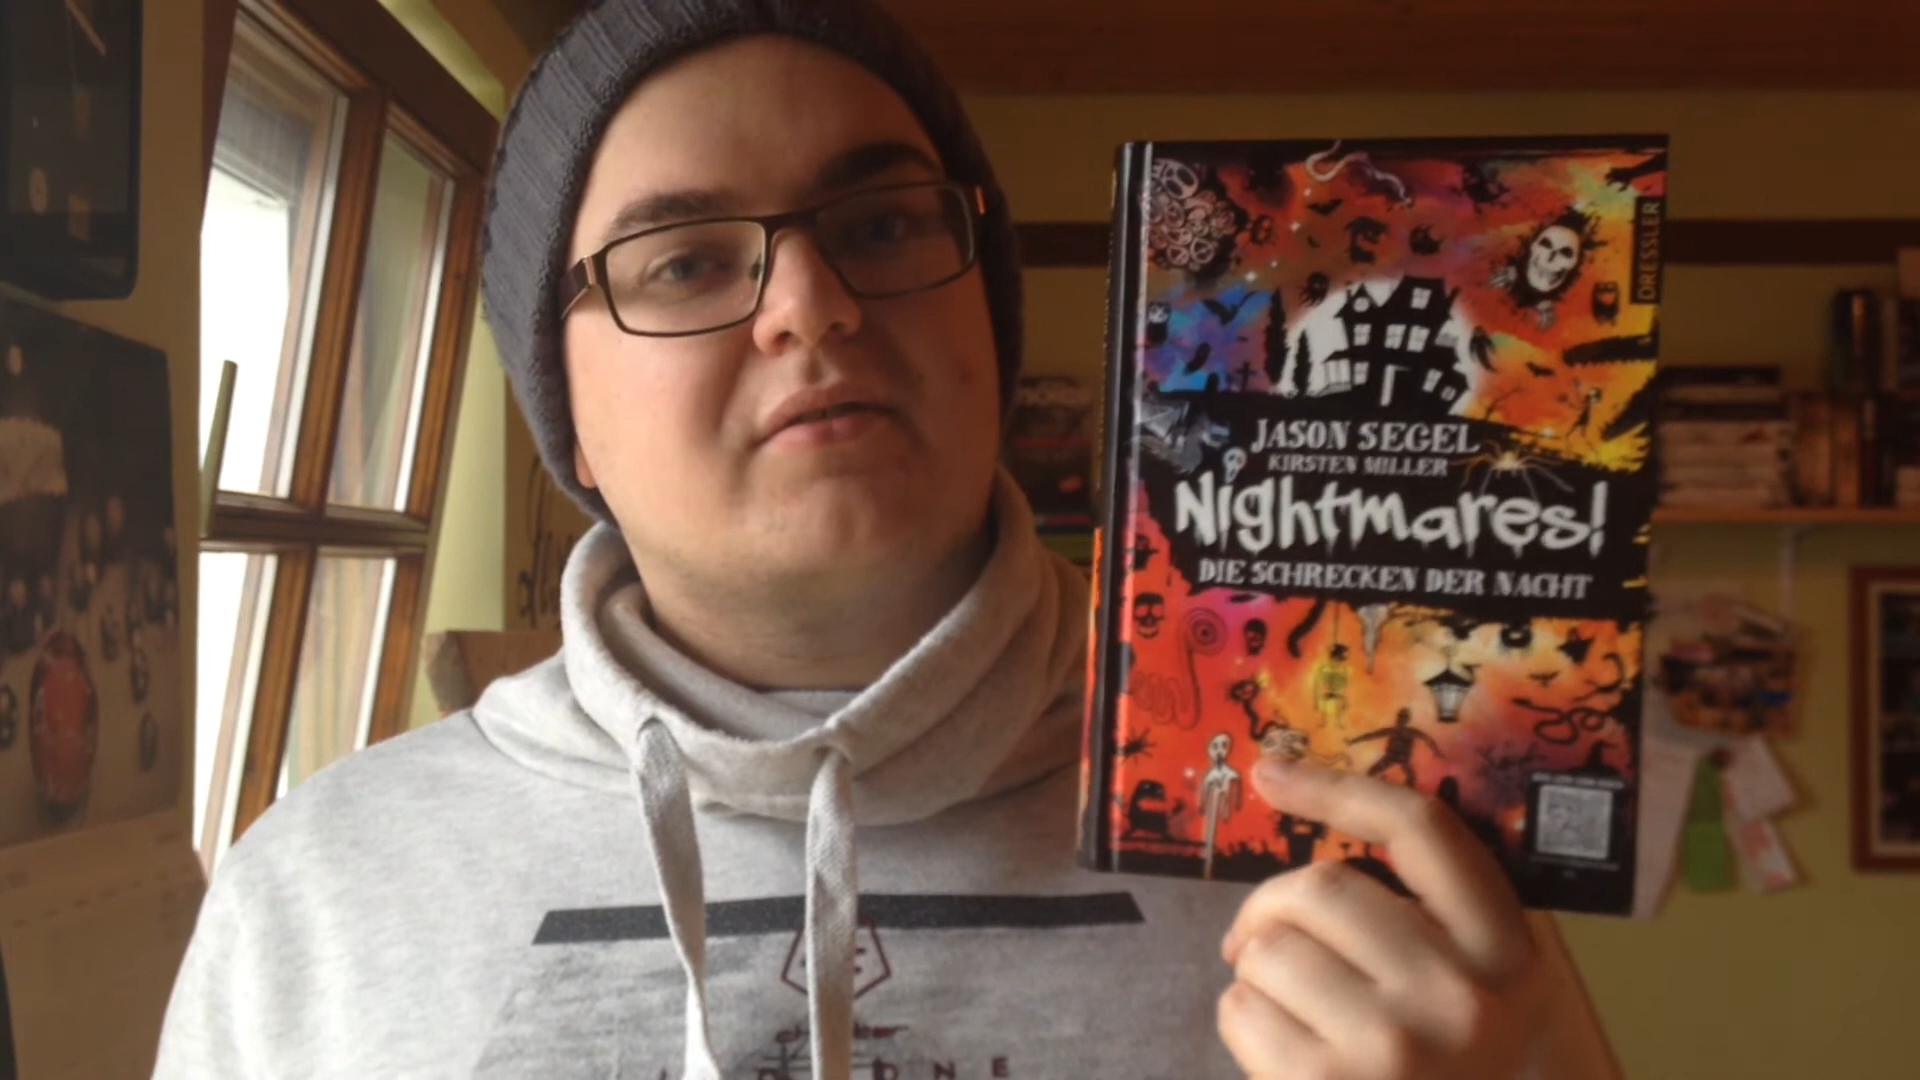 DRESSLER
JASON SEGEL
KIRSTEN MILLER
Nightmares!
DIE SCHRECKEN DER NACHT